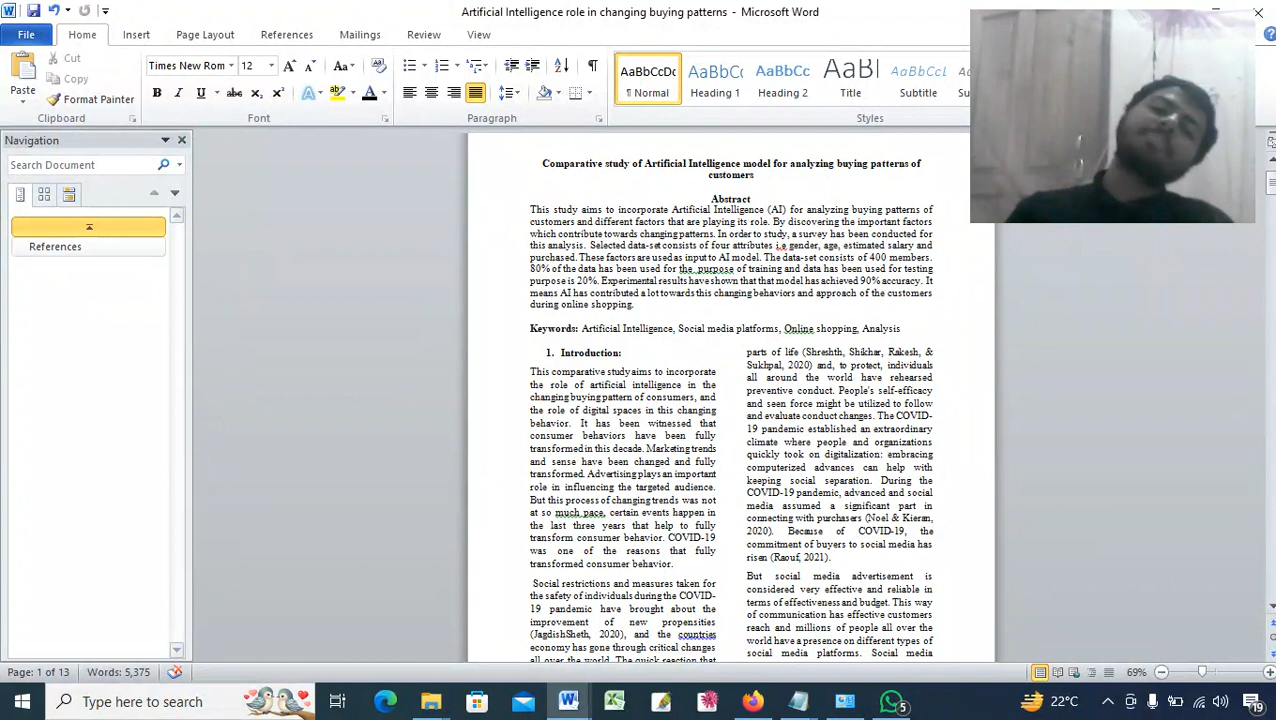 Artificial Intelligence role in changing buying patterns - Microsoft Word
File Home Insert Page Layout References Mailings Review View
Cut
Copy
Format Painter
Paste
Clipboard
Times New Rom 12
Font
Paragraph
AaBbCcDc AaBbC AaBbCc AaB AaBbCcL
¶ Normal Heading 1 Heading 2 Title Subtitle
Styles
Navigation
Search Document
References
Comparative study of Artificial Intelligence model for analyzing buying patterns of
customers
Abstract
This study aims to incorporate Artificial Intelligence (AI) for analyzing buying patterns of
customers and different factors that are playing its role. By discovering the important factors
which contribute towards changing patterns. In order to study, a survey has been conducted for
this analysis. Selected data-set consists of four attributes i.e gender, age, estimated salary and
purchased. These factors are used as input to AI model. The data-set consists of 400 members.
80% of the data has been used for the purpose of training and data has been used for testing
purpose is 20%. Experimental results have shown that that model has achieved 90% accuracy. It
means AI has contributed a lot towards this changing behaviors and approach of the customers
during online shopping.
Keywords: Artificial Intelligence, Social media platforms, Online shopping, Analysis
1. Introduction:
This comparative study aims to incorporate
the role of artificial intelligence in the
changing buying pattern of consumers, and
the role of digital spaces in this changing
behavior. It has been witnessed that
consumer behaviors have been fully
transformed in this decade. Marketing trends
and sense have been changed and fully
transformed. Advertising plays an important
role in influencing the targeted audience.
But this process of changing trends was not
at so much pace, certain events happen in
the last three years that help to fully
transform consumer behavior. COVID-19
was one of the reasons that fully
transformed consumer behavior.
Social restrictions and measures taken for
the safety of individuals during the COVID-
19 pandemic have brought about the
improvement of new propensities
(JagdishSheth, 2020), and the countries
economy has gone through critical changes
all over the world. The quick reaction that
parts of life (Shreshth, Shikhar, Rakesh, &
Sukhpal, 2020) and, to protect, individuals
all around the world have rehearsed
preventive conduct. People's self-efficacy
and seen force might be utilized to follow
and evaluate conduct changes. The COVID-
19 pandemic established an extraordinary
climate where people and organizations
quickly took on digitalization: embracing
computerized advances can help with
keeping social separation. During the
COVID-19 pandemic, advanced and social
media assumed a significant part in
connecting with purchasers (Noel & Kieran,
2020). Because of COVID-19, the
commitment of buyers to social media has
risen (Raouf, 2021).
But social media advertisement is
considered very effective and reliable in
terms of effectiveness and budget. This way
of communication has effective customers
reach and millions of people all over the
world have a presence on different types of
social media platforms. Social media
Page: 1 of 13 Words: 5,375 69%
Type here to search
5
22°C
19